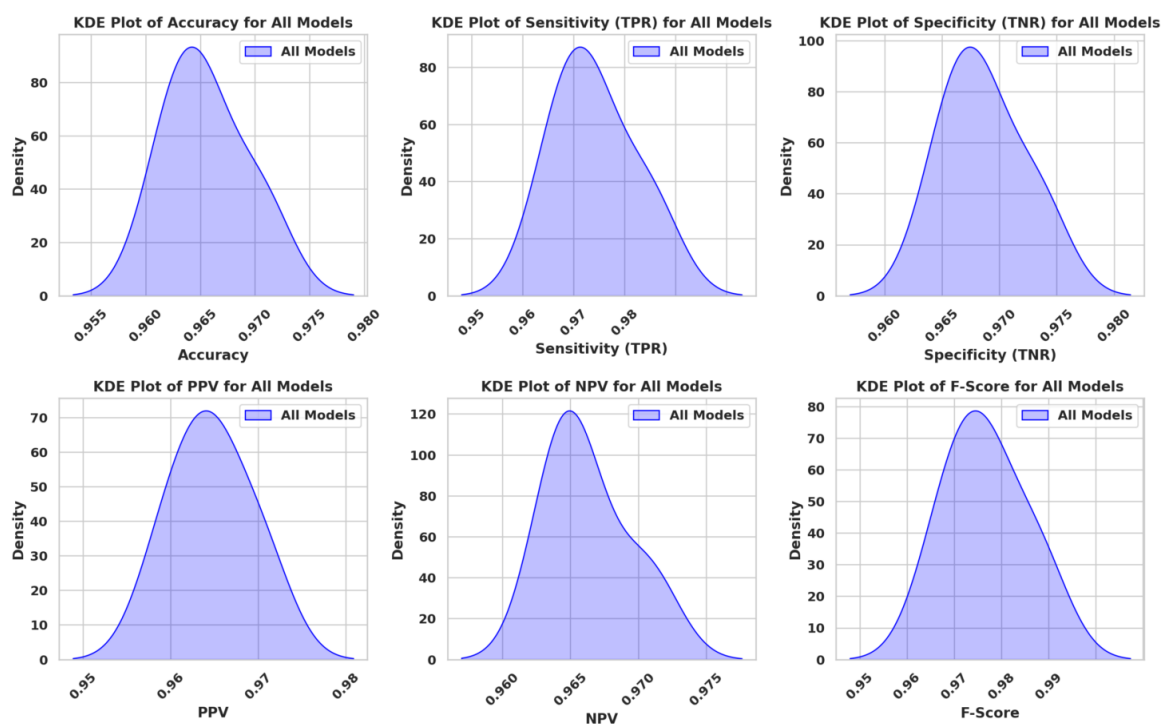 KDE Plot of Accuracy for All Models
All Models
Density
80
60
40
20
0
0.955
0.960
0.965
0.970
0.975
0.980
Accuracy
KDE Plot of Sensitivity (TPR) for All Models
All Models
Density
80
60
40
20
0
0.95
0.96
0.97
0.98
Sensitivity (TPR)
KDE Plot of Specificity (TNR) for All Models
All Models
Density
100
80
60
40
20
0
0.960
0.965
0.970
0.975
0.980
Specificity (TNR)
KDE Plot of PPV for All Models
All Models
Density
70
60
50
40
30
20
10
0
0.95
0.96
0.97
0.98
PPV
KDE Plot of NPV for All Models
All Models
Density
120
100
80
60
40
20
0
0.960
0.965
0.970
0.975
NPV
KDE Plot of F-Score for All Models
All Models
Density
80
70
60
50
40
30
20
10
0
0.95
0.96
0.97
0.98
0.99
F-Score